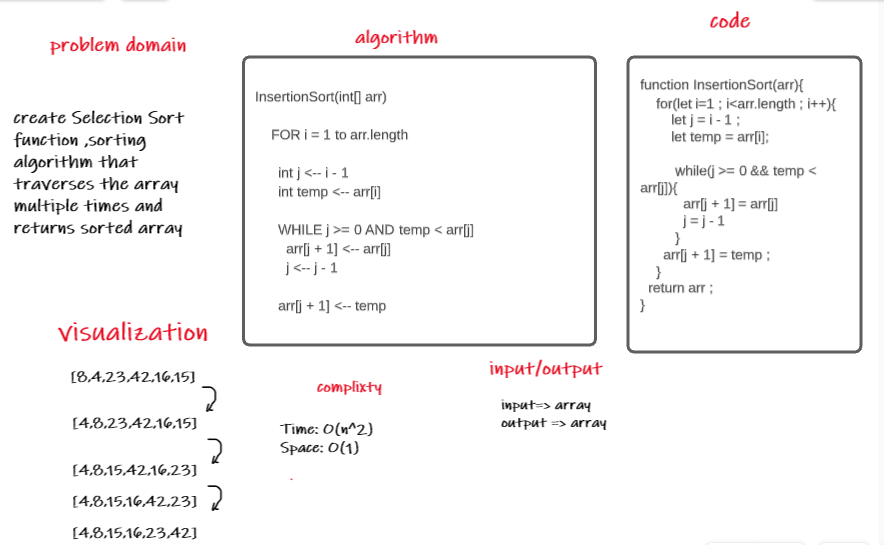 problem domain
create Selection Sort
function ,sorting
algorithm that
traverses the array
multiple times and
returns sorted array
algorithm
InsertionSort(int[] arr)
FOR i = 1 to arr.length
int j <-- i - 1
int temp <-- arr[i]
WHILE j >= 0 AND temp < arr[j]
arr[j + 1] <-- arr[j]
j <-- j - 1
arr[j + 1] <-- temp
code
function InsertionSort(arr){
for(let i=1 ; i<arr.length ; i++){
let j = i - 1 ;
let temp = arr[i];
while(j >= 0 && temp <
arr[j]){
arr[j + 1] = arr[j]
j = j - 1
}
arr[j + 1] = temp ;
}
return arr ;
}
visualization
[8,4,23,42,16,15]
[4,8,23,42,16,15]
[4,8,15,42,16,23]
[4,8,15,16,42,23]
[4,8,15,16,23,42]
complixty
Time: O(n^2)
Space: O(1)
input/output
input=> array
output => array